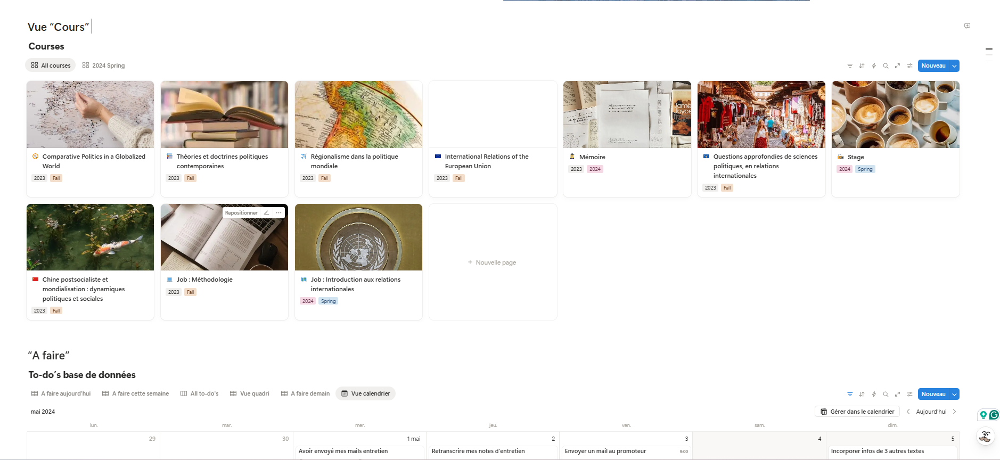 Vue “Cours”
Courses
All courses
2024 Spring
Nouveau
Comparative Politics in a Globalized
World
2023 Fall
Théories et doctrines politiques
contemporaines
2023 Fall
Régionalisme dans la politique
mondiale
2023 Fall
International Relations of the
European Union
2023 Fall
Mémoire
2023 2024
Questions approfondies de sciences
politiques, en relations
internationales
2023 Fall
Stage
2024 Spring
Chine postsocialiste et
mondialisation : dynamiques
politiques et sociales
2023 Fall
Repositionner
Job : Méthodologie
2023 Fall
Job : Introduction aux relations
internationales
2024 Spring
+ Nouvelle page
“A faire”
To-do’s base de données
A faire aujourd'hui
A faire cette semaine
All to-do's
Vue quadri
A faire demain
Vue calendrier
Nouveau
mai 2024
Gérer dans le calendrier
Aujourd'hui
lun. mar. mer. jeu. ven. sam. dim.
29 30 1 mai 2 3 4 5
Avoir envoyé mes mails entretien
Retranscrire mes notes d’entretien
Envoyer un mail au promoteur 9:00
Incorporer infos de 3 autres textes